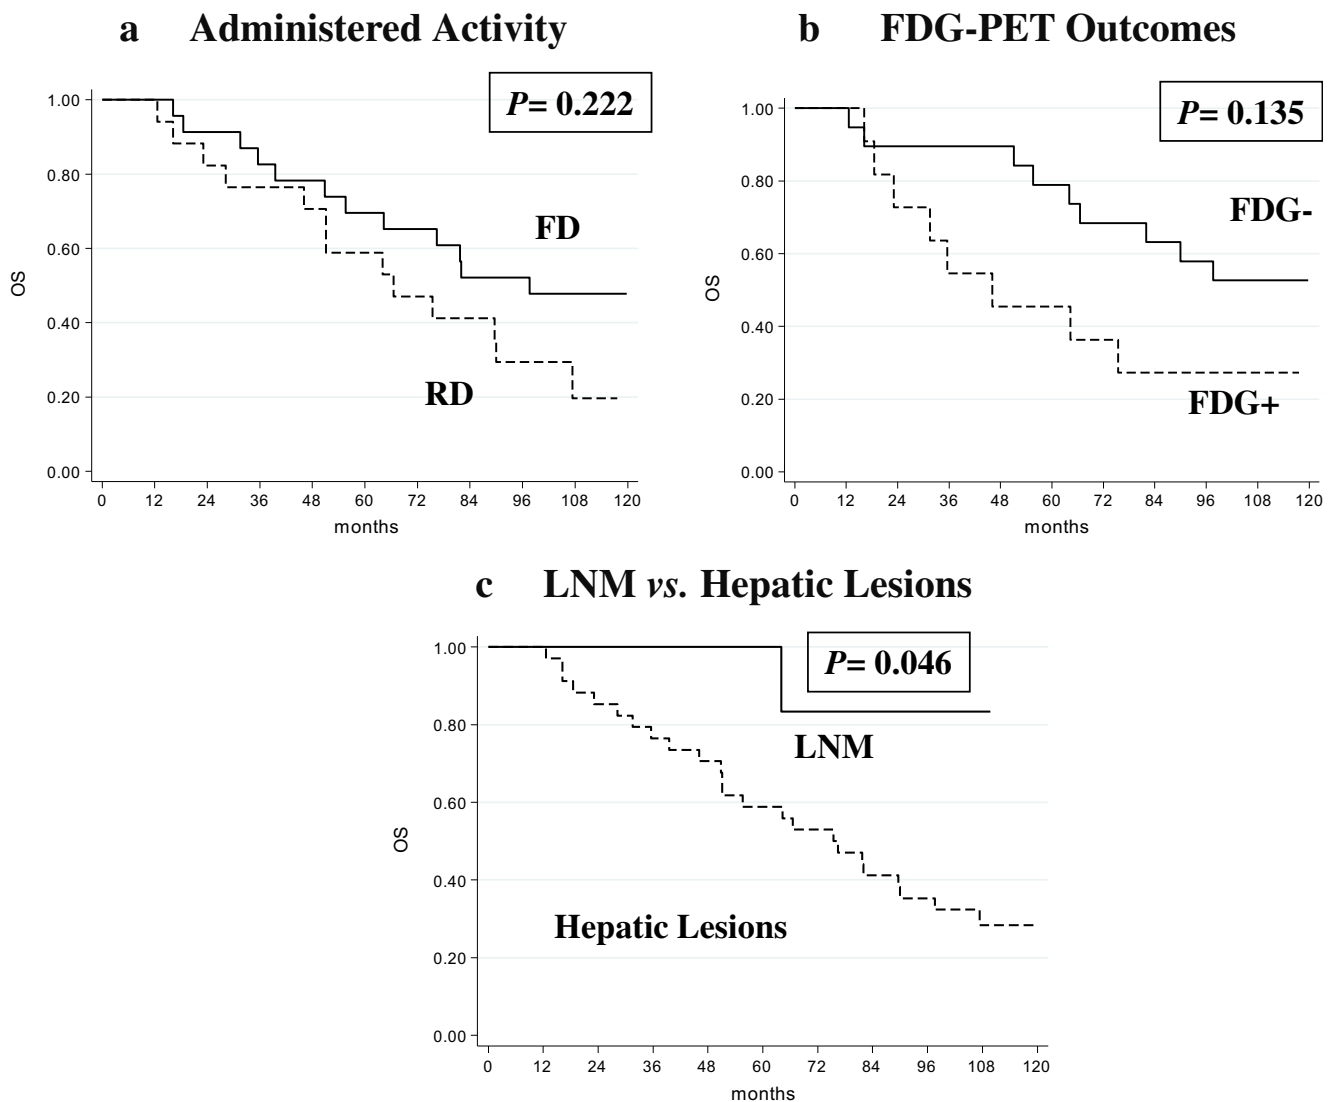 a Administered Activity
P= 0.222
1.00
0.80
0.60
0.40
0.20
0.00
OS
FD
RD
0 12 24 36 48 60 72 84 96 108 120
months
b FDG-PET Outcomes
P= 0.135
1.00
0.80
0.60
0.40
0.20
0.00
OS
FDG-
FDG+
0 12 24 36 48 60 72 84 96 108 120
months
c LNM vs. Hepatic Lesions
P= 0.046
1.00
0.80
0.60
0.40
0.20
0.00
OS
LNM
Hepatic Lesions
0 12 24 36 48 60 72 84 96 108 120
months